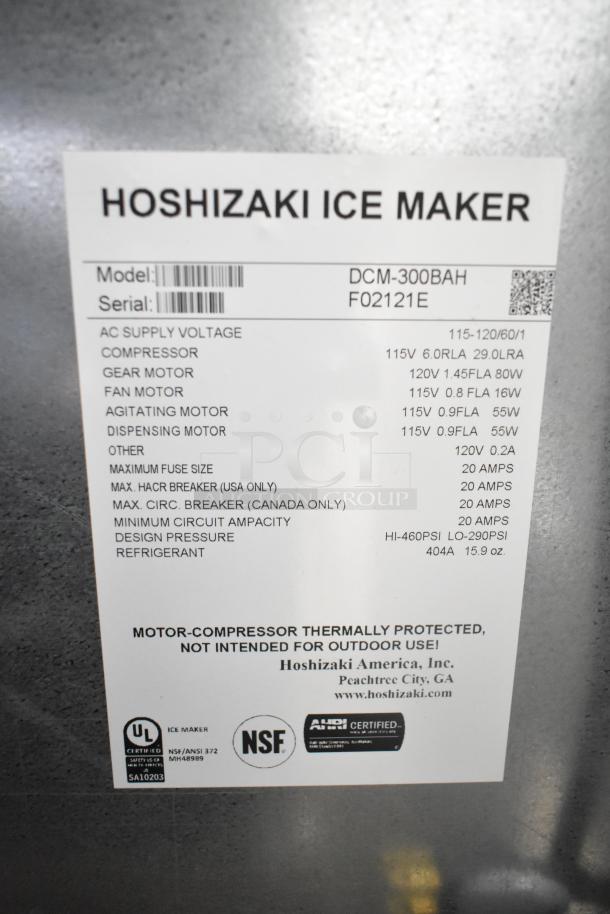 HOSHIZAKI ICE MAKER
Model: DCM-300BAH
Serial: F02121E
AC SUPPLY VOLTAGE 115-120/60/1
COMPRESSOR 115V 6.0RLA 29.0LRA
GEAR MOTOR 120V 1.45FLA 80W
FAN MOTOR 115V 0.8 FLA 16W
AGITATING MOTOR 115V 0.9FLA 55W
DISPENSING MOTOR 115V 0.9FLA 55W
OTHER 120V 0.2A
MAXIMUM FUSE SIZE 20 AMPS
MAX. HACR BREAKER (USA ONLY) 20 AMPS
MAX. CIRC. BREAKER (CANADA ONLY) 20 AMPS
MINIMUM CIRCUIT AMPACITY 20 AMPS
DESIGN PRESSURE HI-460PSI LO-290PSI
REFRIGERANT 404A 15.9 oz.
PCI
AUCTION GROUP
MOTOR-COMPRESSOR THERMALLY PROTECTED,
NOT INTENDED FOR OUTDOOR USE!
Hoshizaki America, Inc.
Peachtree City, GA
www.hoshizaki.com
UL
CERTIFIED
SA10203
ICE MAKER
NSF/ANSI 372
MH48989
NSF
AHRI CERTIFIED